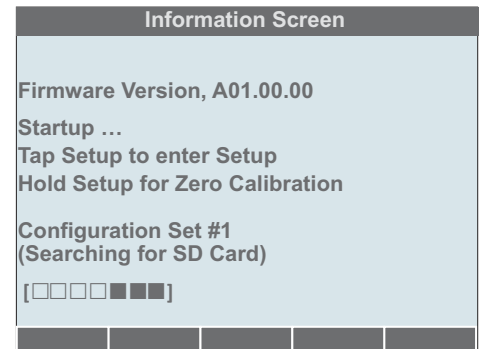 Information Screen
Firmware Version, A01.00.00
Startup …
Tap Setup to enter Setup
Hold Setup for Zero Calibration
Configuration Set #1
(Searching for SD Card)
[□□□□■■■]